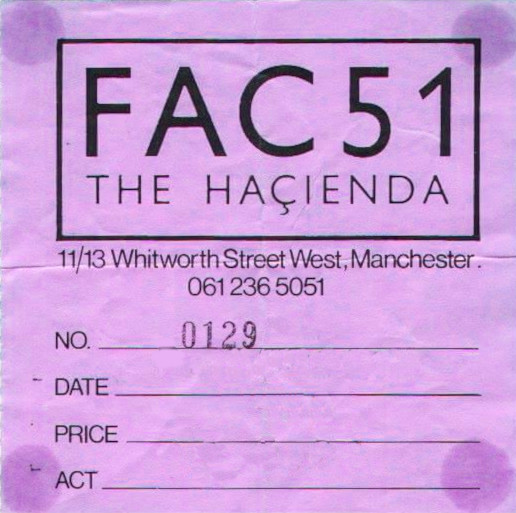 FAC 51
THE HAÇIENDA
11/13 Whitworth Street West, Manchester.
061 236 5051
NO. 0129
DATE
PRICE
ACT